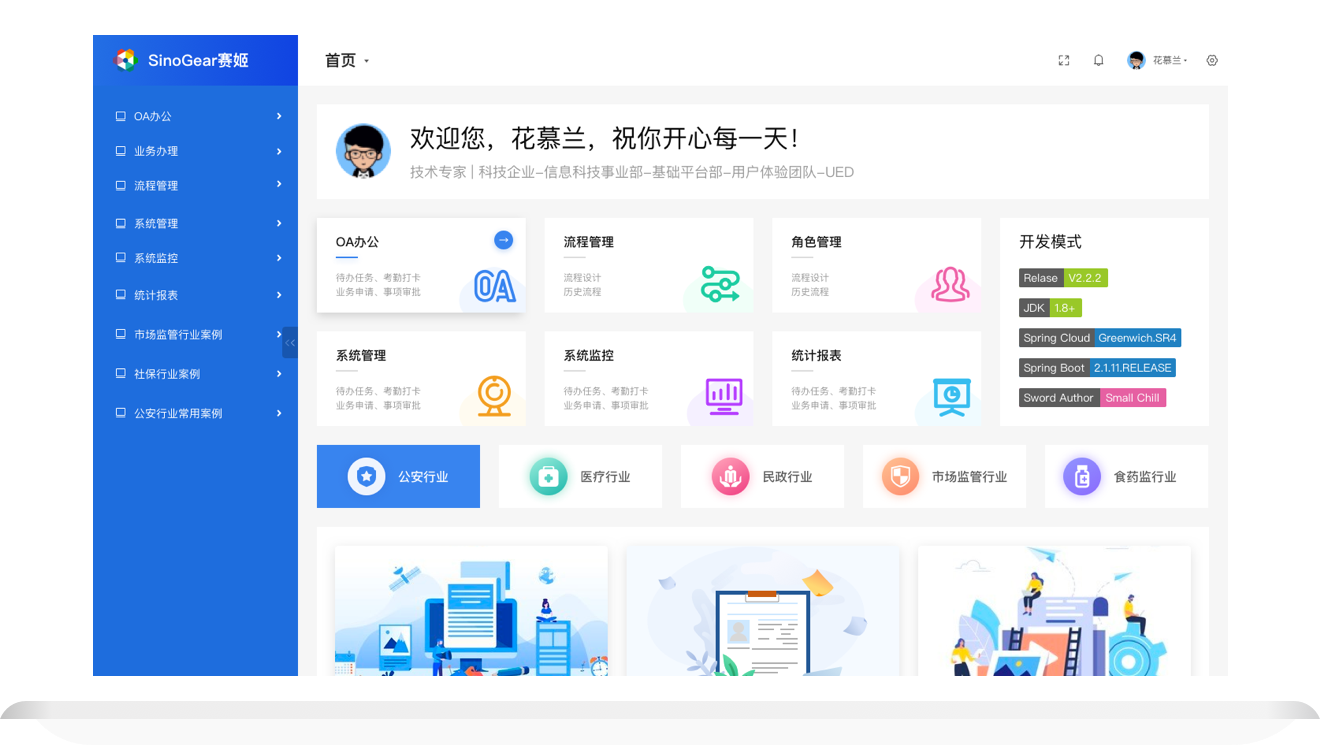 SinoGear赛姬
首页
花慕兰
OA办公
业务办理
流程管理
系统管理
系统监控
统计报表
市场监管行业案例
社保行业案例
公安行业常用案例
欢迎您，花慕兰，祝你开心每一天！
技术专家 | 科技企业–信息科技事业部–基础平台部–用户体验团队–UED
OA办公
待办任务、考勤打卡
业务申请、事项审批
OA
流程管理
流程设计
历史流程
角色管理
流程设计
历史流程
系统管理
待办任务、考勤打卡
业务申请、事项审批
系统监控
待办任务、考勤打卡
业务申请、事项审批
统计报表
待办任务、考勤打卡
业务申请、事项审批
开发模式
Relase V2.2.2
JDK 1.8+
Spring Cloud Greenwich.SR4
Spring Boot 2.1.11.RELEASE
Sword Author Small Chill
公安行业
医疗行业
民政行业
市场监管行业
食药监行业